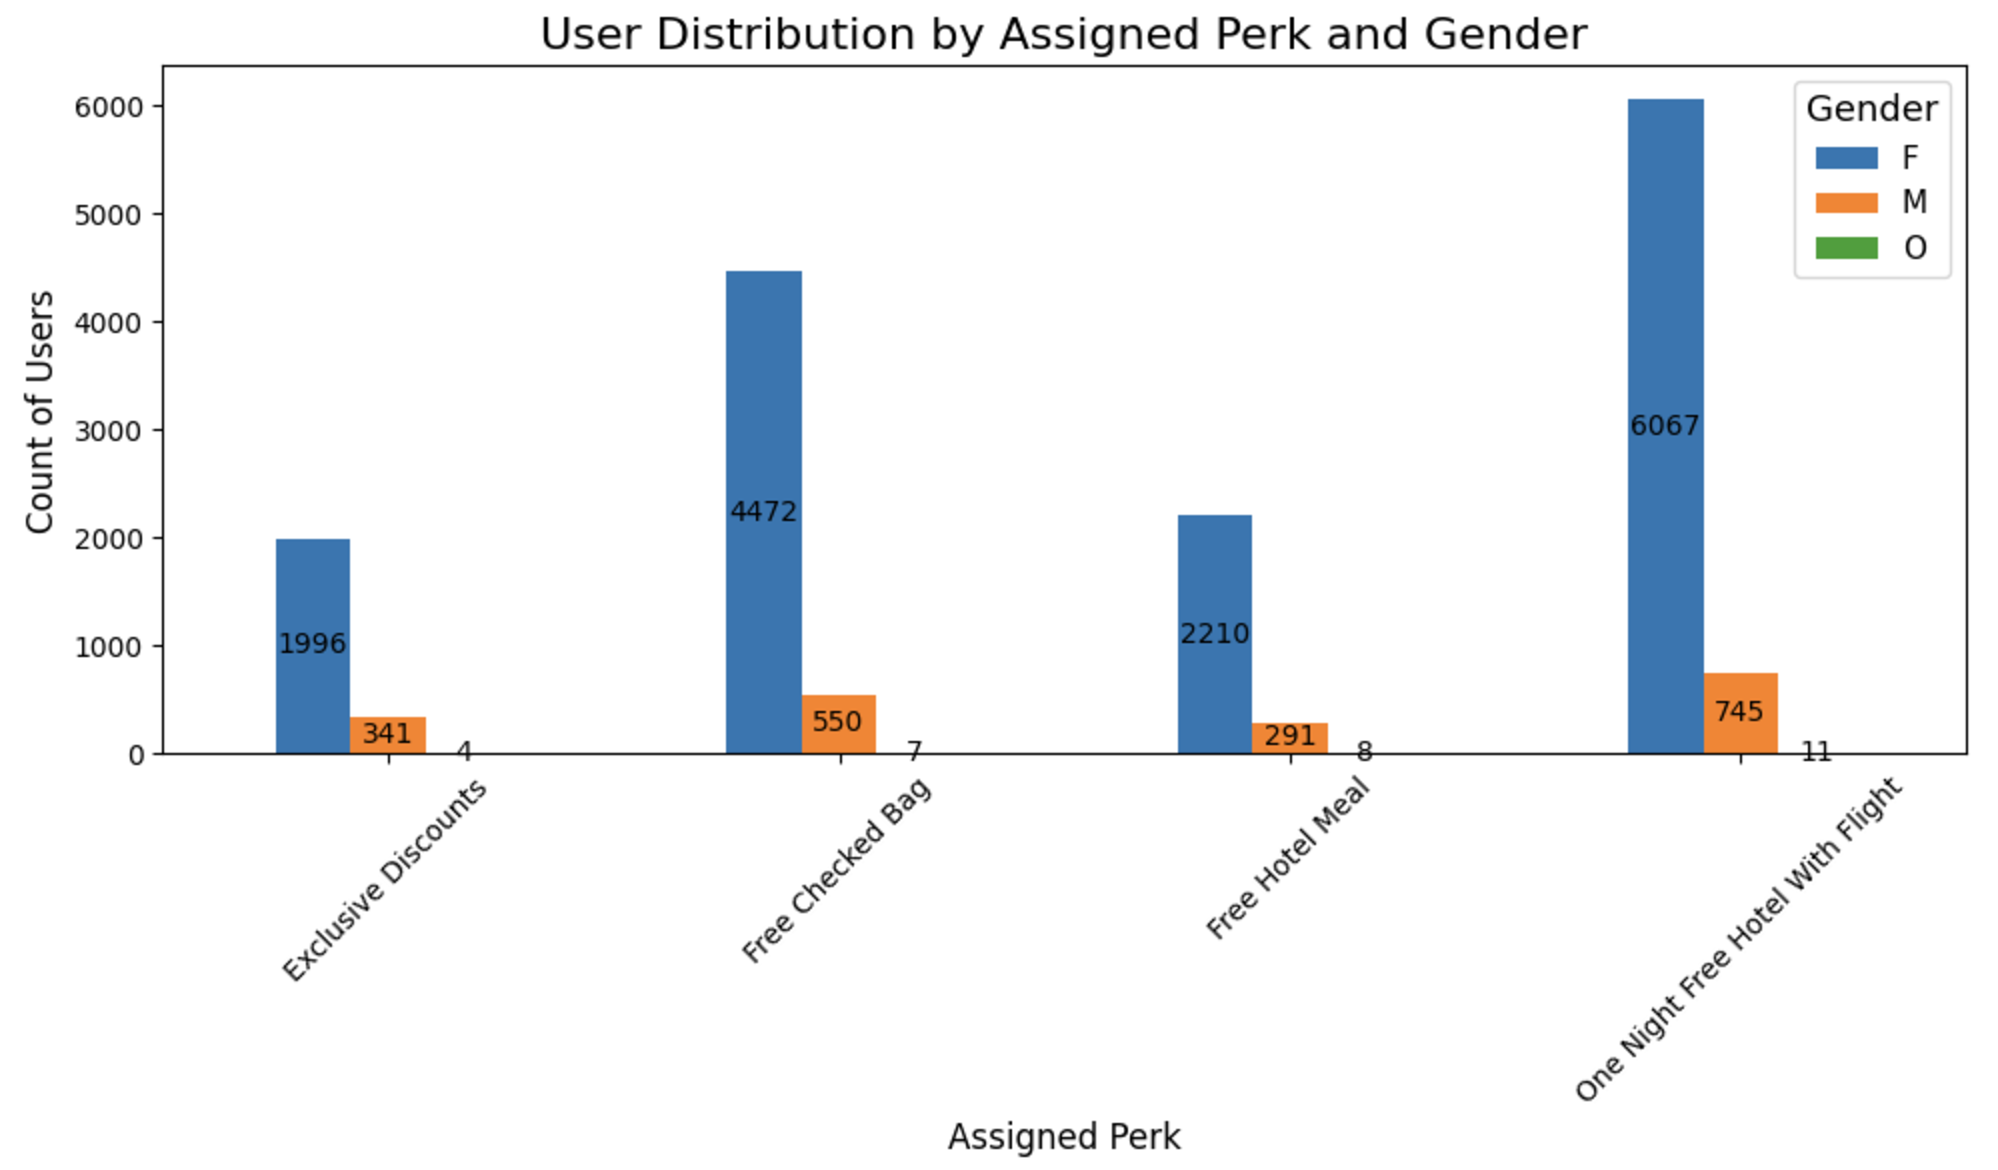 User Distribution by Assigned Perk and Gender
Gender
F
M
O
Count of Users
6000
5000
4000
3000
2000
1000
0
1996
341
4
4472
550
7
2210
291
8
6067
745
11
Exclusive Discounts
Free Checked Bag
Free Hotel Meal
One Night Free Hotel With Flight
Assigned Perk